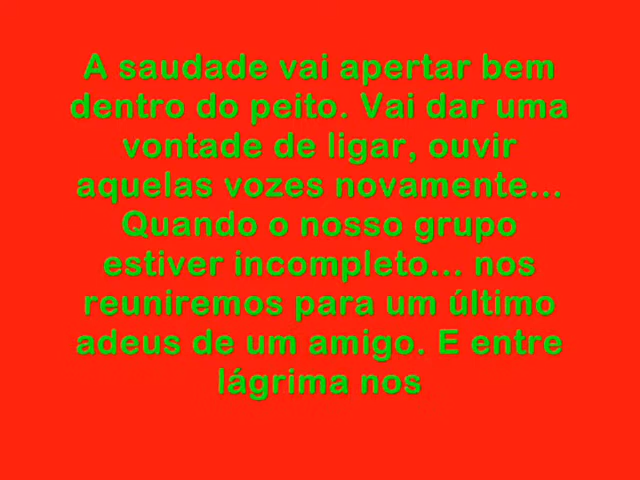 A saudade vai apertar bem
dentro do peito. Vai dar uma
vontade de ligar, ouvir
aquelas vozes novamente...
Quando o nosso grupo
estiver incompleto... nos
reuniremos para um último
adeus de um amigo. E entre
lágrima nos